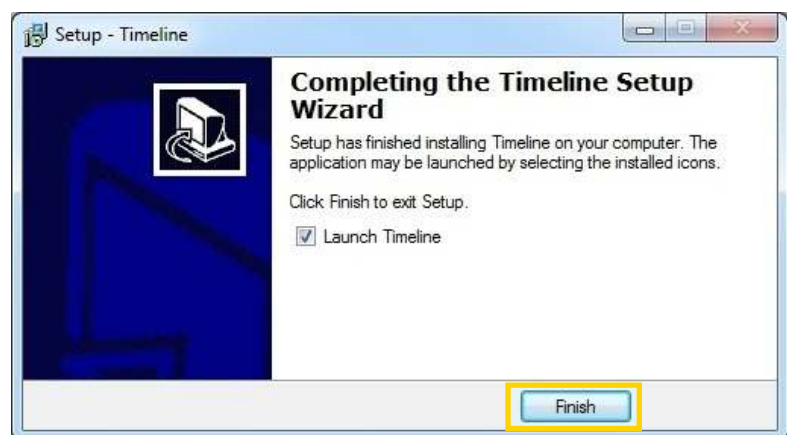 Setup - Timeline
Completing the Timeline Setup
Wizard
Setup has finished installing Timeline on your computer. The
application may be launched by selecting the installed icons.
Click Finish to exit Setup.
Launch Timeline
Finish